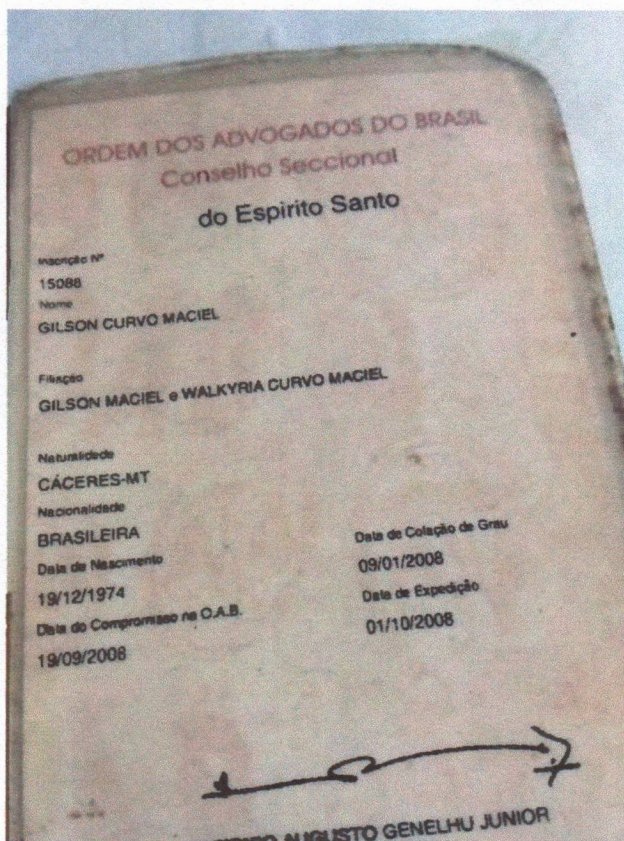 ORDEM DOS ADVOGADOS DO BRASIL
Conselho Seccional
do Espirito Santo
Inscrição Nº
15088
Nome
GILSON CURVO MACIEL
Filiação
GILSON MACIEL e WALKYRIA CURVO MACIEL
Naturalidade
CÁCERES-MT
Nacionalidade
BRASILEIRA
Data de Nascimento
19/12/1974
Data do Compromisso na O.A.B.
19/09/2008
Data de Colação de Grau
09/01/2008
Data de Expedição
01/10/2008
AUGUSTO GENELHU JUNIOR